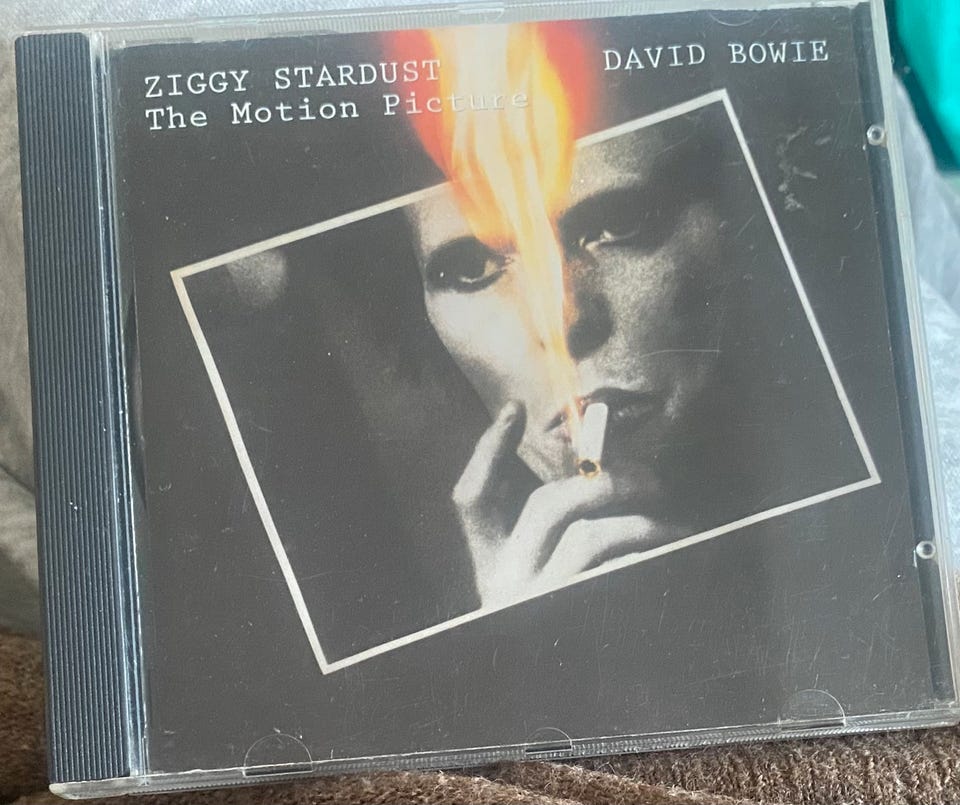 ZIGGY STARDUST
The Motion Picture
DAVID BOWIE